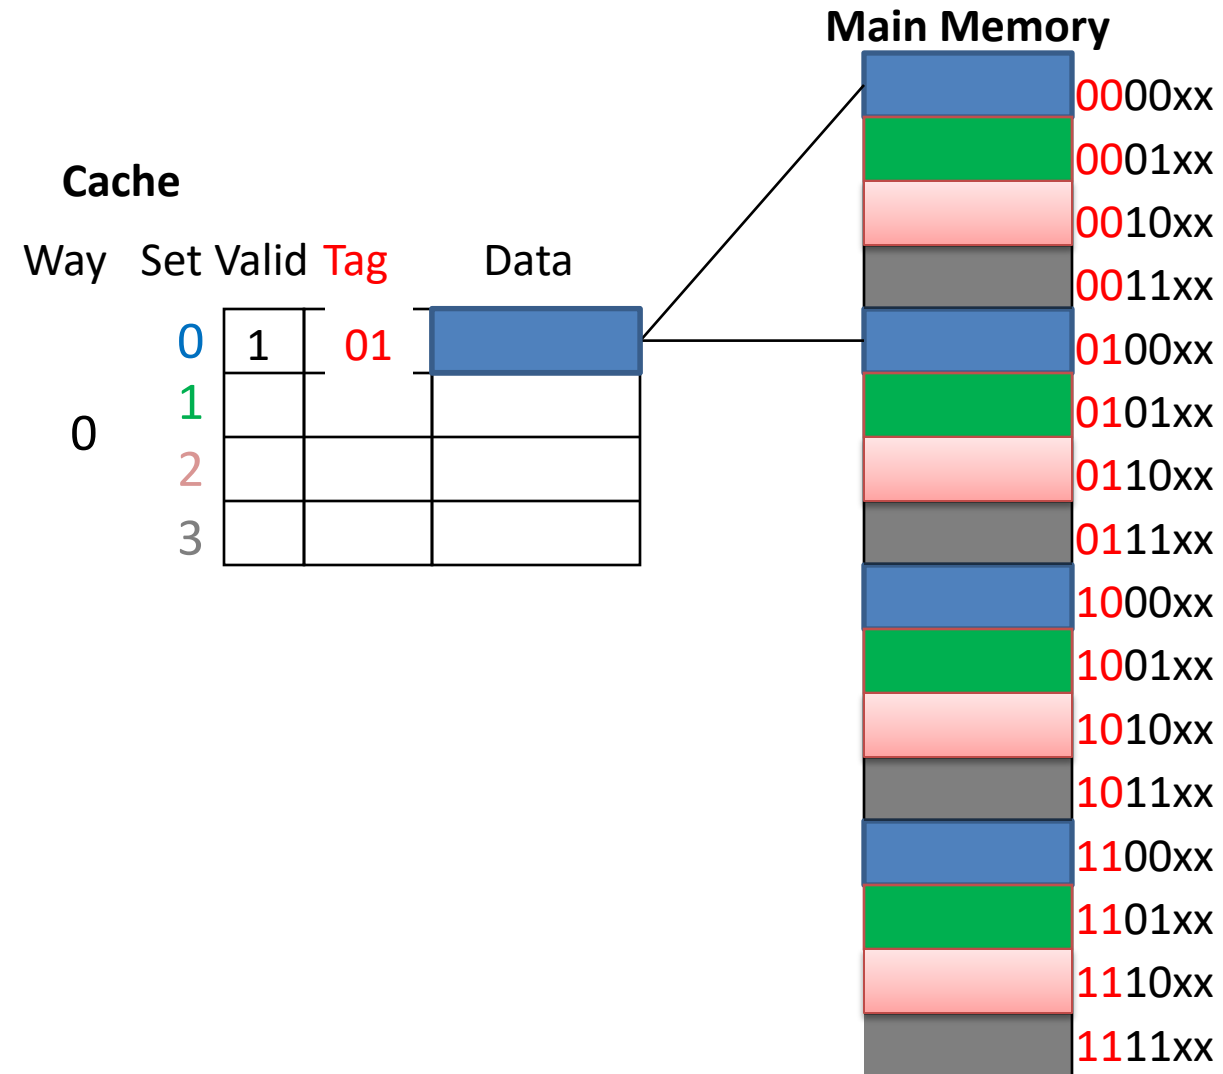 Main Memory
Cache
Way Set Valid Tag Data
0 1 01
1
0
2
3
0000xx
0001xx
0010xx
0011xx
0100xx
0101xx
0110xx
0111xx
1000xx
1001xx
1010xx
1011xx
1100xx
1101xx
1110xx
1111xx